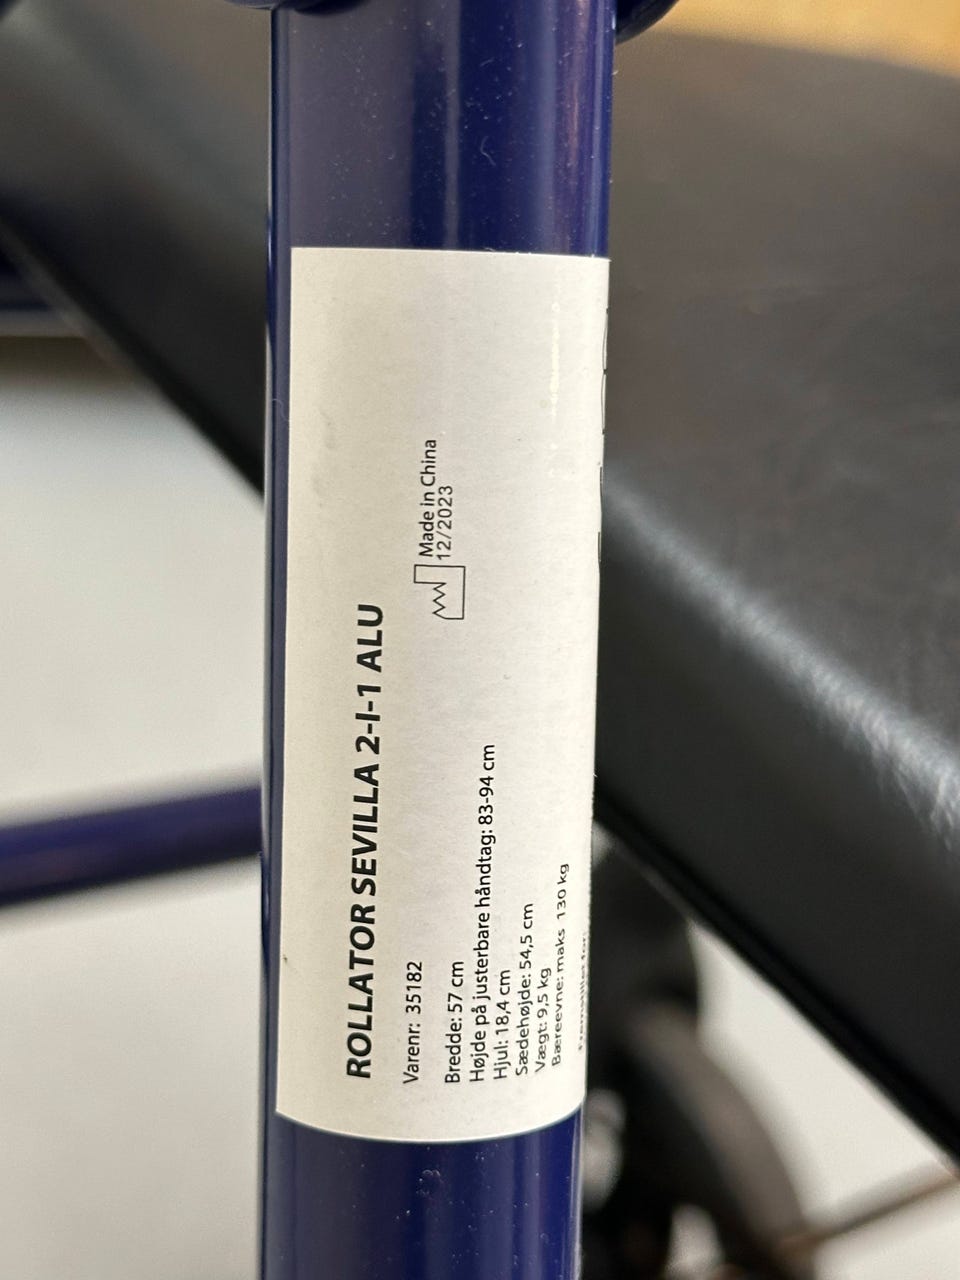 ROLLATOR SEVILLA 2-I-1 ALU
Varenr: 35182
Made in China
12/2023
Bredde: 57 cm
Højde på justerbare håndtag: 83-94 cm
Hjul: 18,4 cm
Sædehøjde: 54,5 cm
Vægt: 9,5 kg
Bæreevne: maks 130 kg
Fremstillet for: